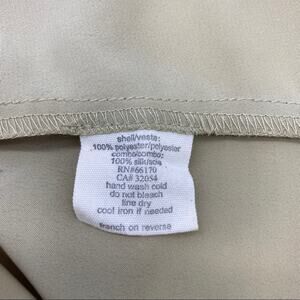 shell/veste:
100% polyester/polyester
combo/combo:
100% silk/soie
RN#66170
CA# 32054
hand wash cold
do not bleach
line dry
cool iron if needed
french on reverse